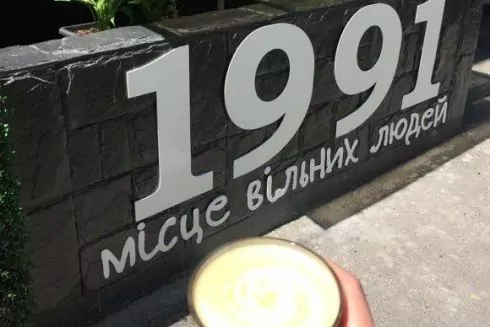 1991
місце вільних людей